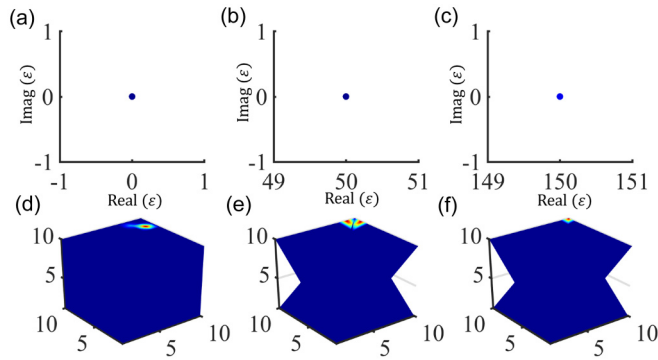 (a) (b) (c)
1 1 1
Imag (ε) Imag (ε) Imag (ε)
0 0 0
-1 -1 -1
-1 0 1 49 50 51 149 150 151
Real (ε) Real (ε) Real (ε)
(d) (e) (f)
10 10 10
5 5 5
10 10 10 10 10 10
5 5 5 5 5 5